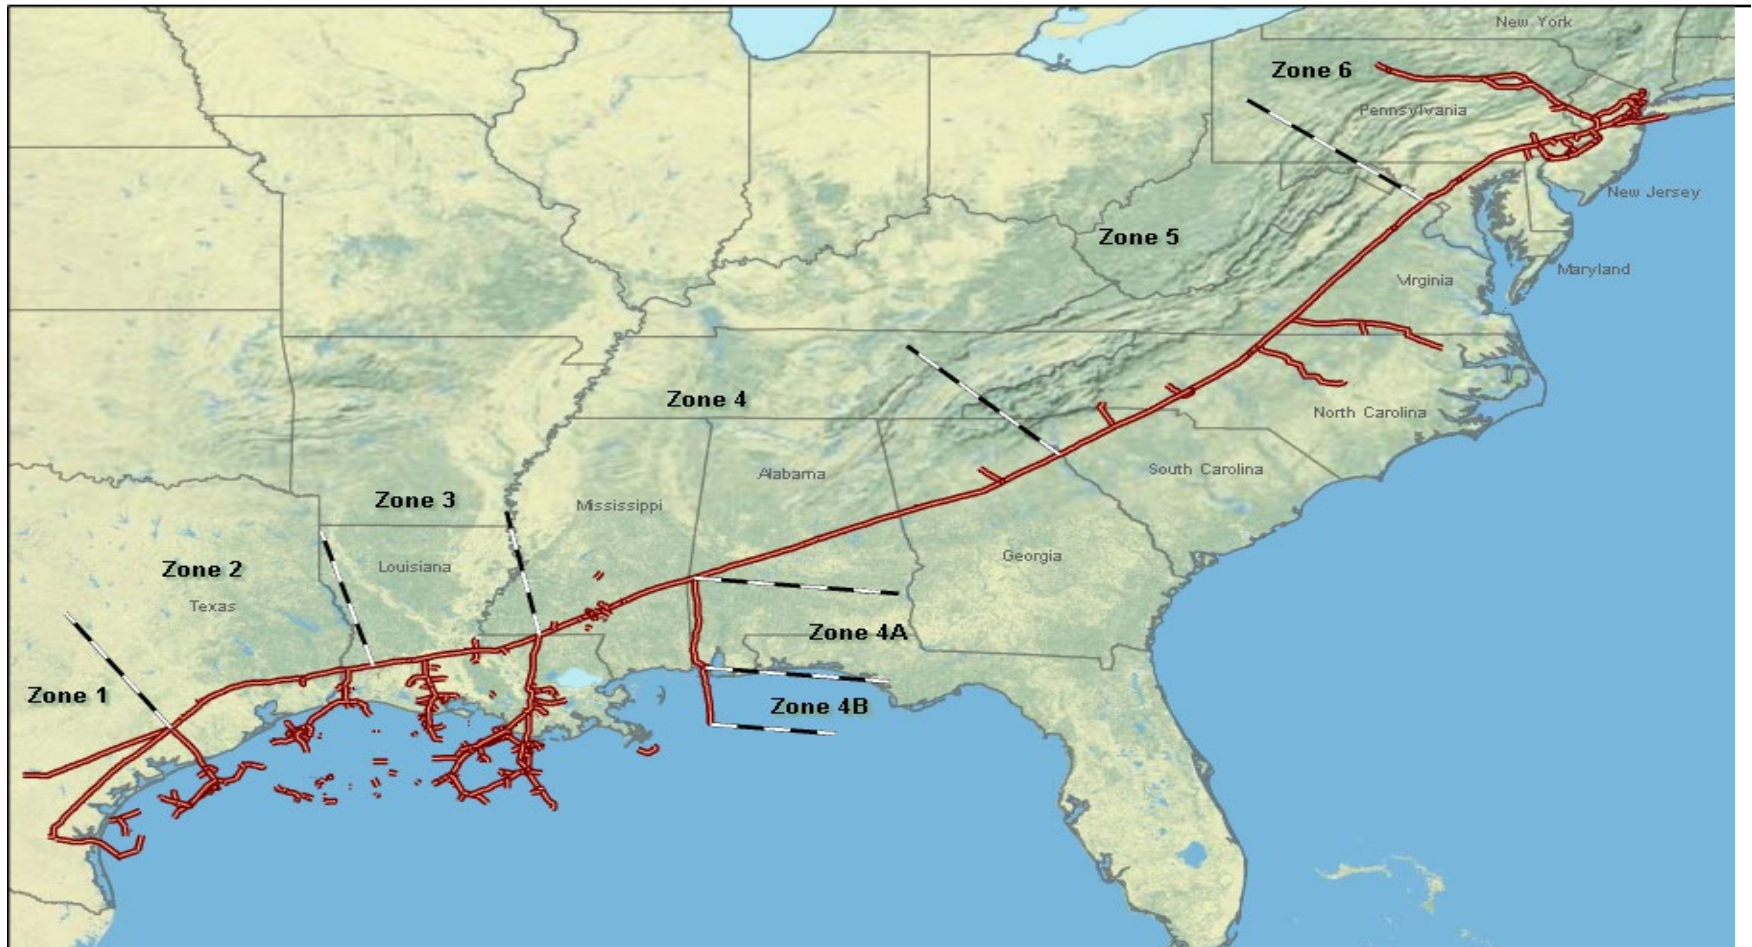 New York
Zone 6
Pennsylvania
New Jersey
Zone 5
Maryland
Virginia
Zone 4
North Carolina
South Carolina
Alabama
Zone 3
Mississippi
Georgia
Louisiana
Zone 2
Texas
Zone 4A
Zone 1
Zone 4B